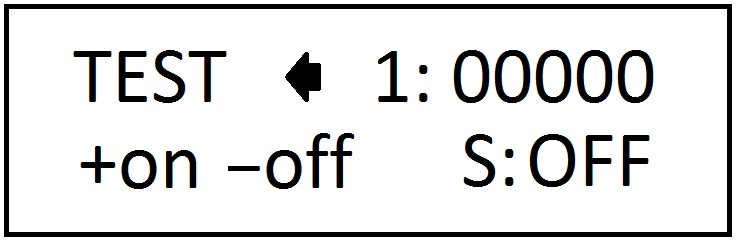 TEST 🡄 1: 00000
+on –off S:OFF